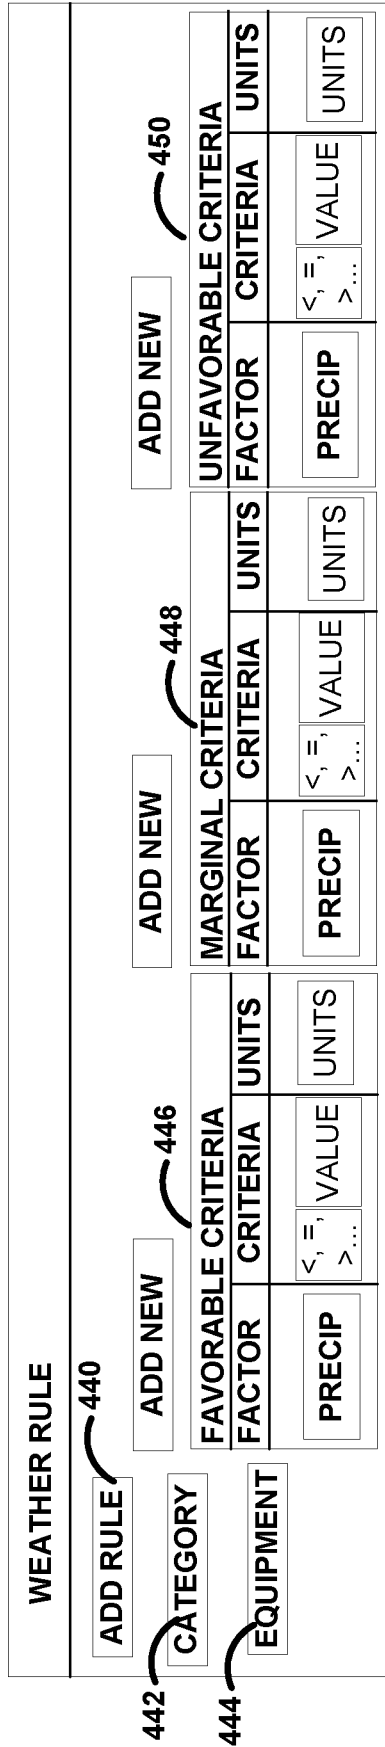 WEATHER RULE
ADD RULE
440
442
CATEGORY
444
EQUIPMENT
ADD NEW
446
FAVORABLE CRITERIA
FACTOR CRITERIA UNITS
PRECIP <, =, >... VALUE UNITS
ADD NEW
448
MARGINAL CRITERIA
FACTOR CRITERIA UNITS
PRECIP <, =, >... VALUE UNITS
ADD NEW
450
UNFAVORABLE CRITERIA
FACTOR CRITERIA UNITS
PRECIP <, =, >... VALUE UNITS